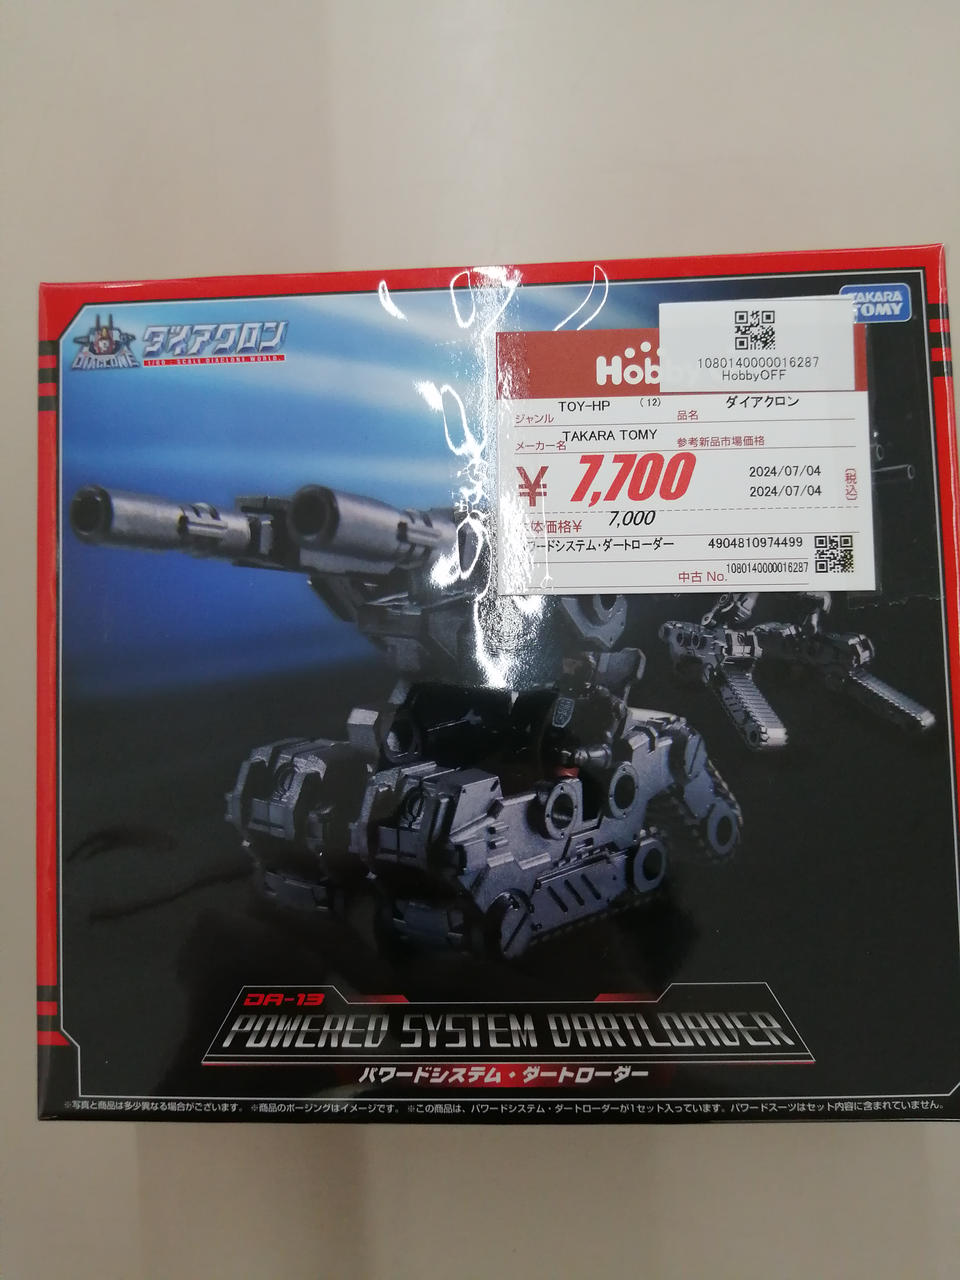 DIACLONE
ダイアクロン
1/60 : SCALE DIACLONE WORLD.
TAKARA
TOMY
1080140000016287
HobbyOFF
Hob
ジャンル TOY-HP (12) 品名 ダイアクロン
メーカー名 TAKARA TOMY 参考新品市場価格
¥ 7,700 2024/07/04
2024/07/04
(税込)
体価格¥ 7,000
ワードシステム・ダートローダー 4904810974499
中古 No. 1080140000016287
DA-13
POWERED SYSTEM DARTLOADER
パワードシステム・ダートローダー
※写真と商品は多少異なる場合がございます。 ※商品のポージングはイメージです。 ※この商品は、パワードシステム・ダートローダーが1セット入っています。パワードスーツはセット内容に含まれていません。